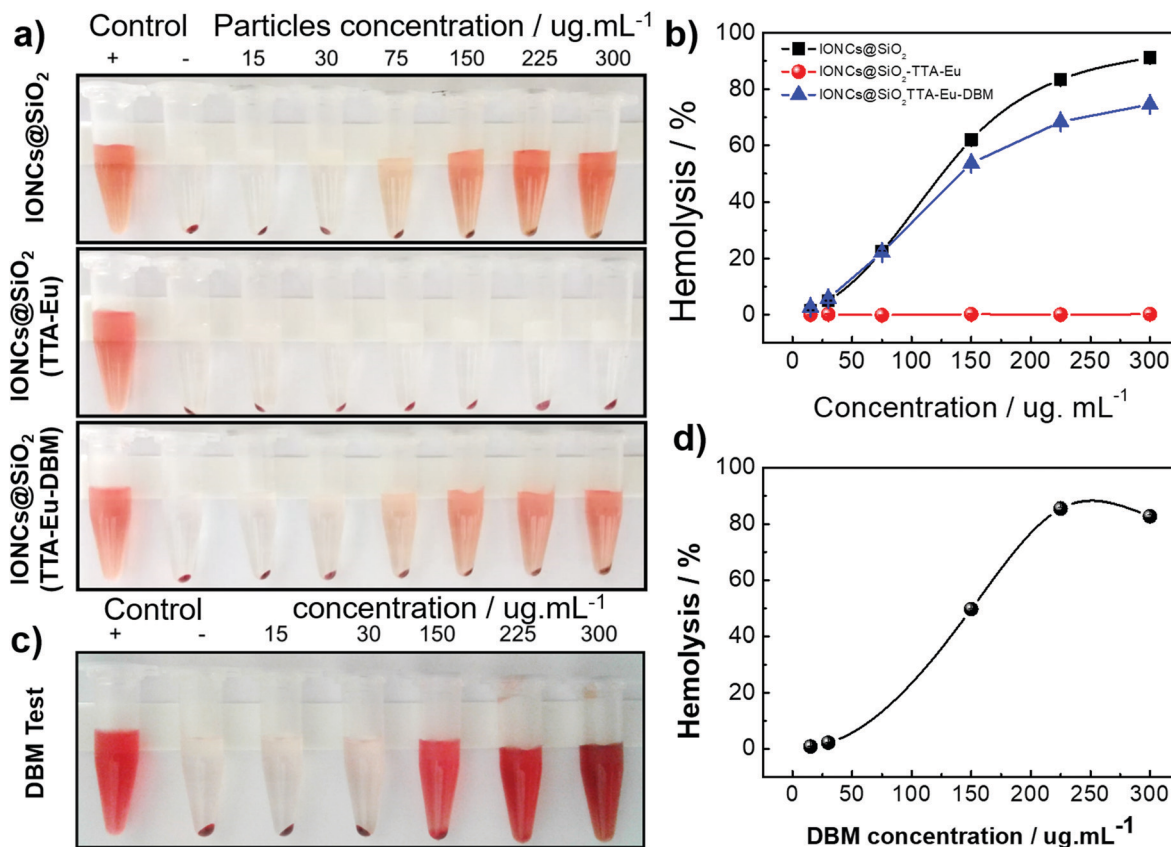 a)
Control Particles concentration / ug.mL⁻¹
+ - 15 30 75 150 225 300
IONCs@SiO₂
IONCs@SiO₂
(TTA-Eu)
IONCs@SiO₂
(TTA-Eu-DBM)
b)
IONCs@SiO₂
IONCs@SiO₂-TTA-Eu
IONCs@SiO₂TTA-Eu-DBM
Hemolysis / %
100
80
60
40
20
0
0 50 100 150 200 250 300
Concentration / ug. mL⁻¹
c)
Control concentration / ug.mL⁻¹
+ - 15 30 150 225 300
DBM Test
d)
Hemolysis / %
100
80
60
40
20
0
0 50 100 150 200 250 300
DBM concentration / ug.mL⁻¹